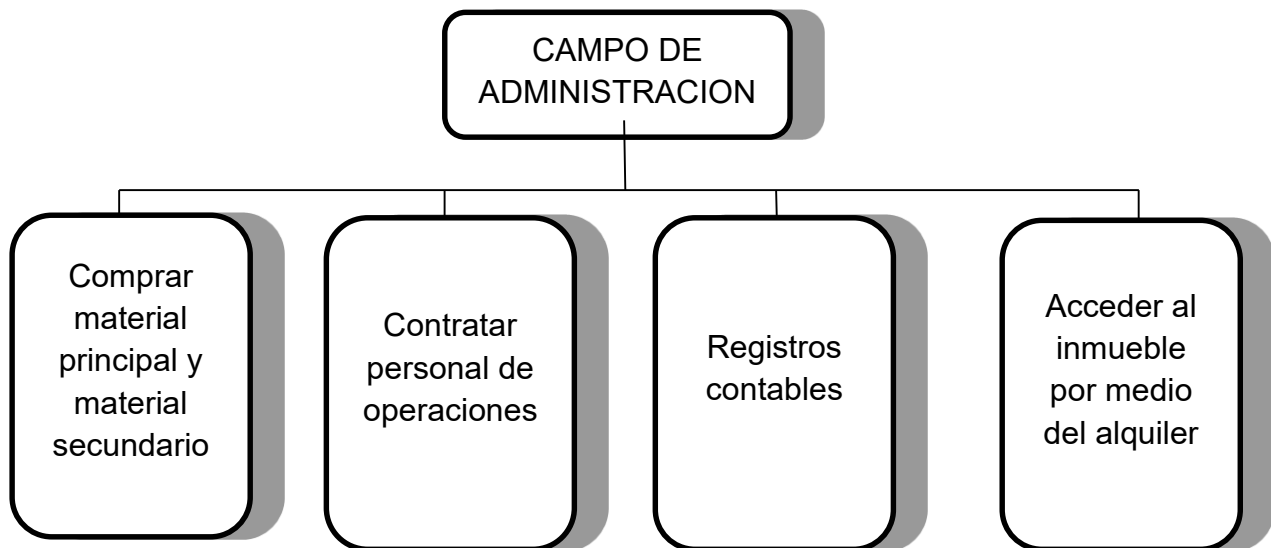 CAMPO DE
ADMINISTRACION
Comprar
material
principal y
material
secundario
Contratar
personal de
operaciones
Registros
contables
Acceder al
inmueble
por medio
del alquiler